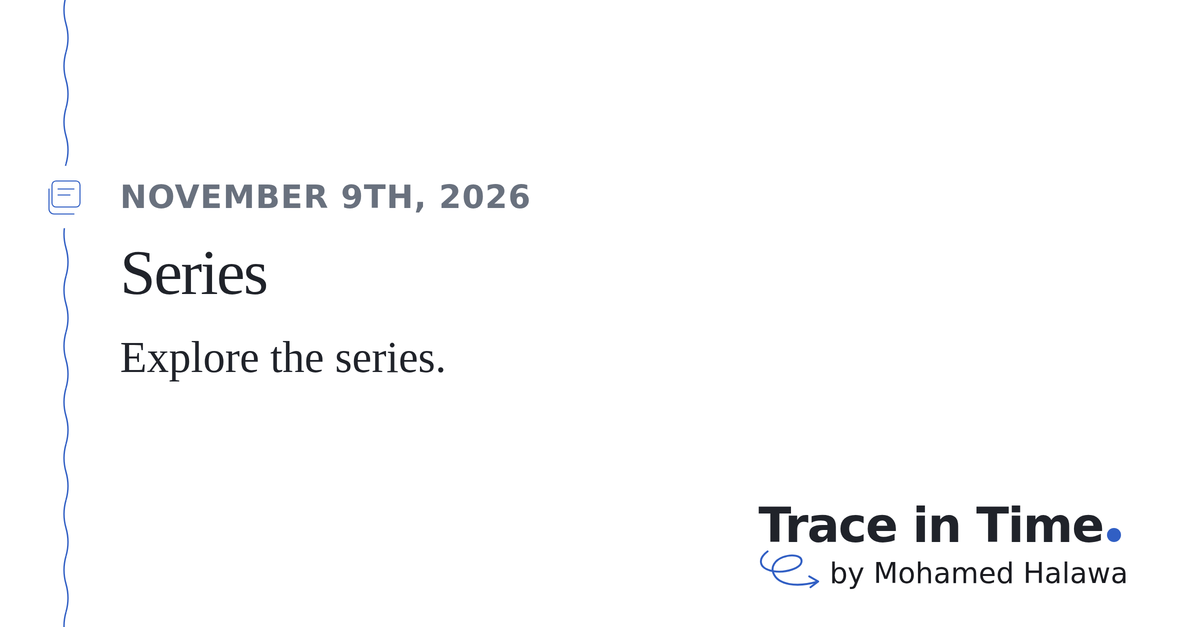 NOVEMBER 9TH, 2026
Series
Explore the series.
Trace in Time.
by Mohamed Halawa